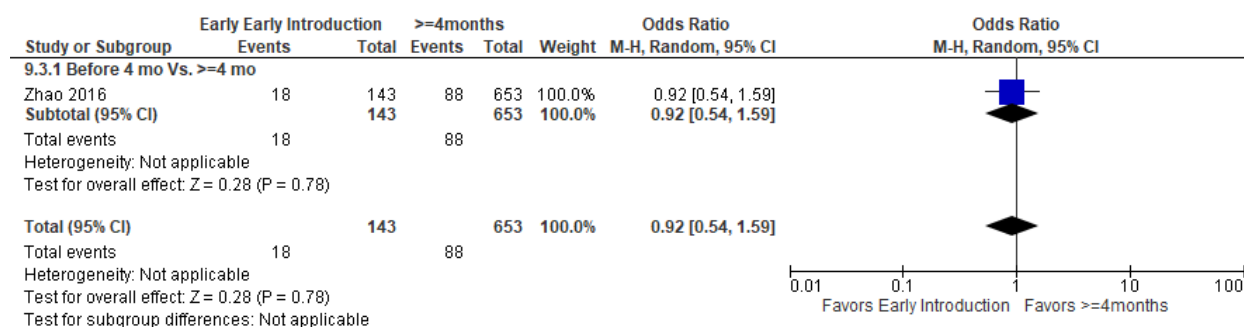 Early Early Introduction >=4months Odds Ratio Odds Ratio
Study or Subgroup Events Total Events Total Weight M-H, Random, 95% CI M-H, Random, 95% CI
9.3.1 Before 4 mo Vs. >=4 mo
Zhao 2016 18 143 88 653 100.0% 0.92 [0.54, 1.59]
Subtotal (95% CI) 143 653 100.0% 0.92 [0.54, 1.59]
Total events 18 88
Heterogeneity: Not applicable
Test for overall effect: Z = 0.28 (P = 0.78)
Total (95% CI) 143 653 100.0% 0.92 [0.54, 1.59]
Total events 18 88
Heterogeneity: Not applicable
Test for overall effect: Z = 0.28 (P = 0.78)
Test for subgroup differences: Not applicable
0.01 0.1 1 10 100
Favors Early Introduction Favors >=4months